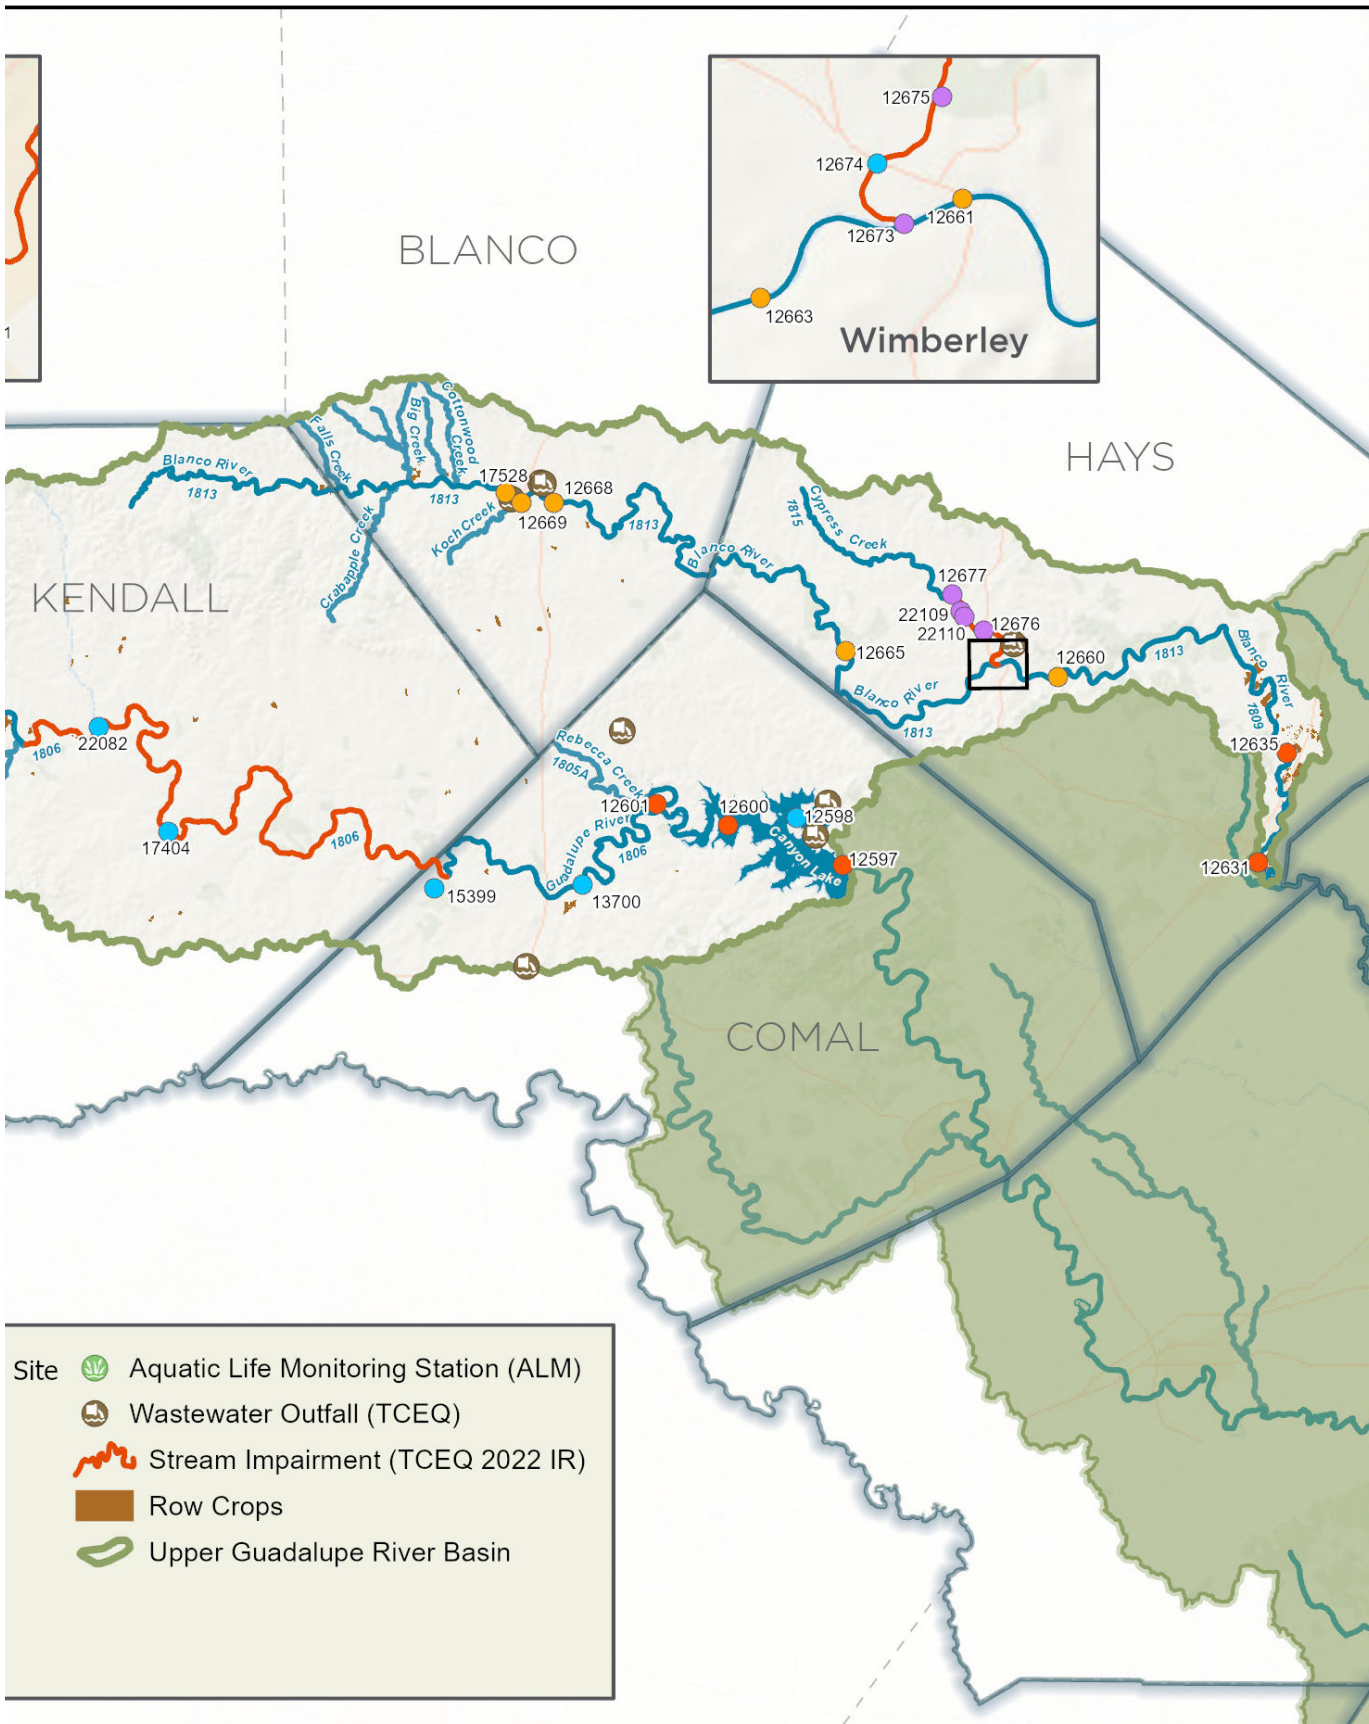 12675
12674
12661
12673
12663
Wimberley
1
BLANCO
HAYS
KENDALL
COMAL
Blanco River
1813
Falls Creek
Big Creek
Cottonwood Creek
1813
17528
12668
12669
Koch Creek
Crabapple Creek
1813
Blanco River
Cypress Creek
1815
12677
22109
22110
12676
12665
12660
1813
Blanco River
1809
Blanco River
1813
12635
12631
22082
1806
17404
1806
15399
Rebecca Creek
1805A
12601
12600
12598
Guadalupe River
1806
Canyon Lake
12597
13700
Site
Aquatic Life Monitoring Station (ALM)
Wastewater Outfall (TCEQ)
Stream Impairment (TCEQ 2022 IR)
Row Crops
Upper Guadalupe River Basin